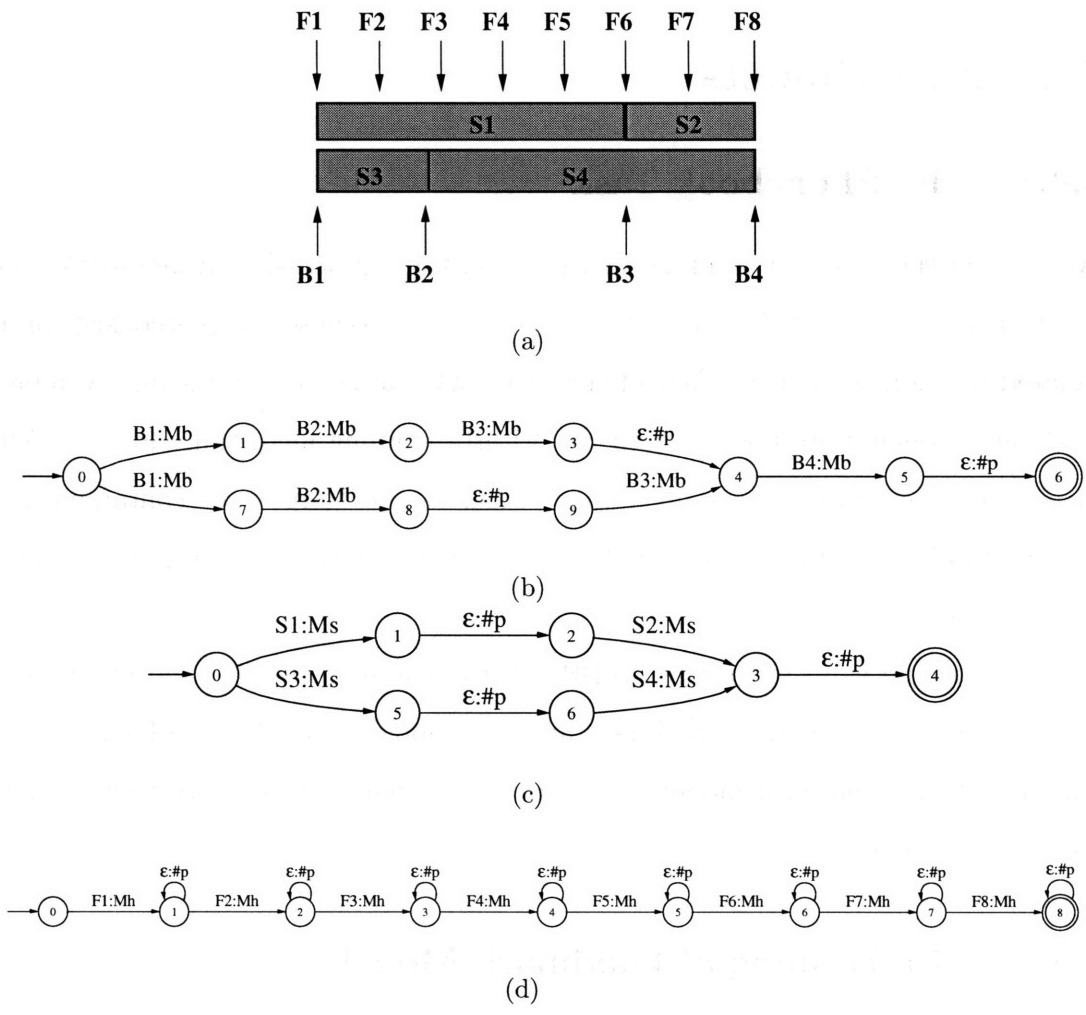 F1 F2 F3 F4 F5 F6 F7 F8
S1 S2
S3 S4
B1 B2 B3 B4
(a)
B1:Mb B2:Mb B3:Mb ε:#p
0 1 2 3 4 B4:Mb 5 ε:#p 6
B1:Mb B2:Mb ε:#p B3:Mb
7 8 9
(b)
S1:Ms ε:#p S2:Ms
0 1 2 3 ε:#p 4
S3:Ms ε:#p S4:Ms
5 6
(c)
ε:#p ε:#p ε:#p ε:#p ε:#p ε:#p ε:#p ε:#p
0 F1:Mh 1 F2:Mh 2 F3:Mh 3 F4:Mh 4 F5:Mh 5 F6:Mh 6 F7:Mh 7 F8:Mh 8
(d)